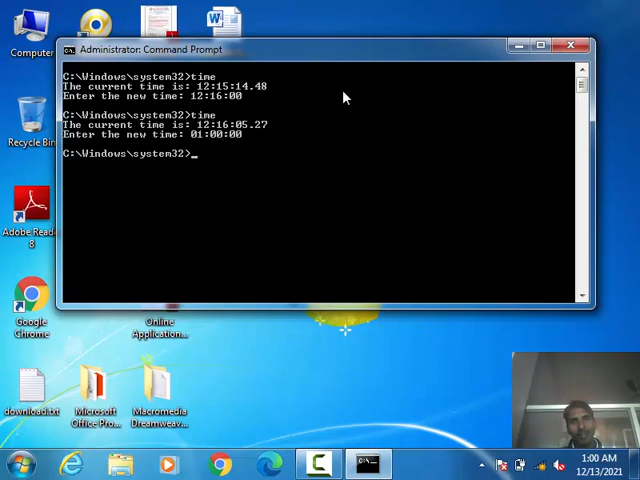 Administrator: Command Prompt
C:\Windows\system32>time
The current time is: 12:15:14.48
Enter the new time: 12:16:00
C:\Windows\system32>time
The current time is: 12:16:05.27
Enter the new time: 01:00:00
C:\Windows\system32>_
Computer
Recycle Bin
Adobe Reade
8
Google
Chrome
Online
Application...
download.txt
Microsoft
Office Pro...
Macromedia
Dreamweav...
1:00 AM
12/13/2021